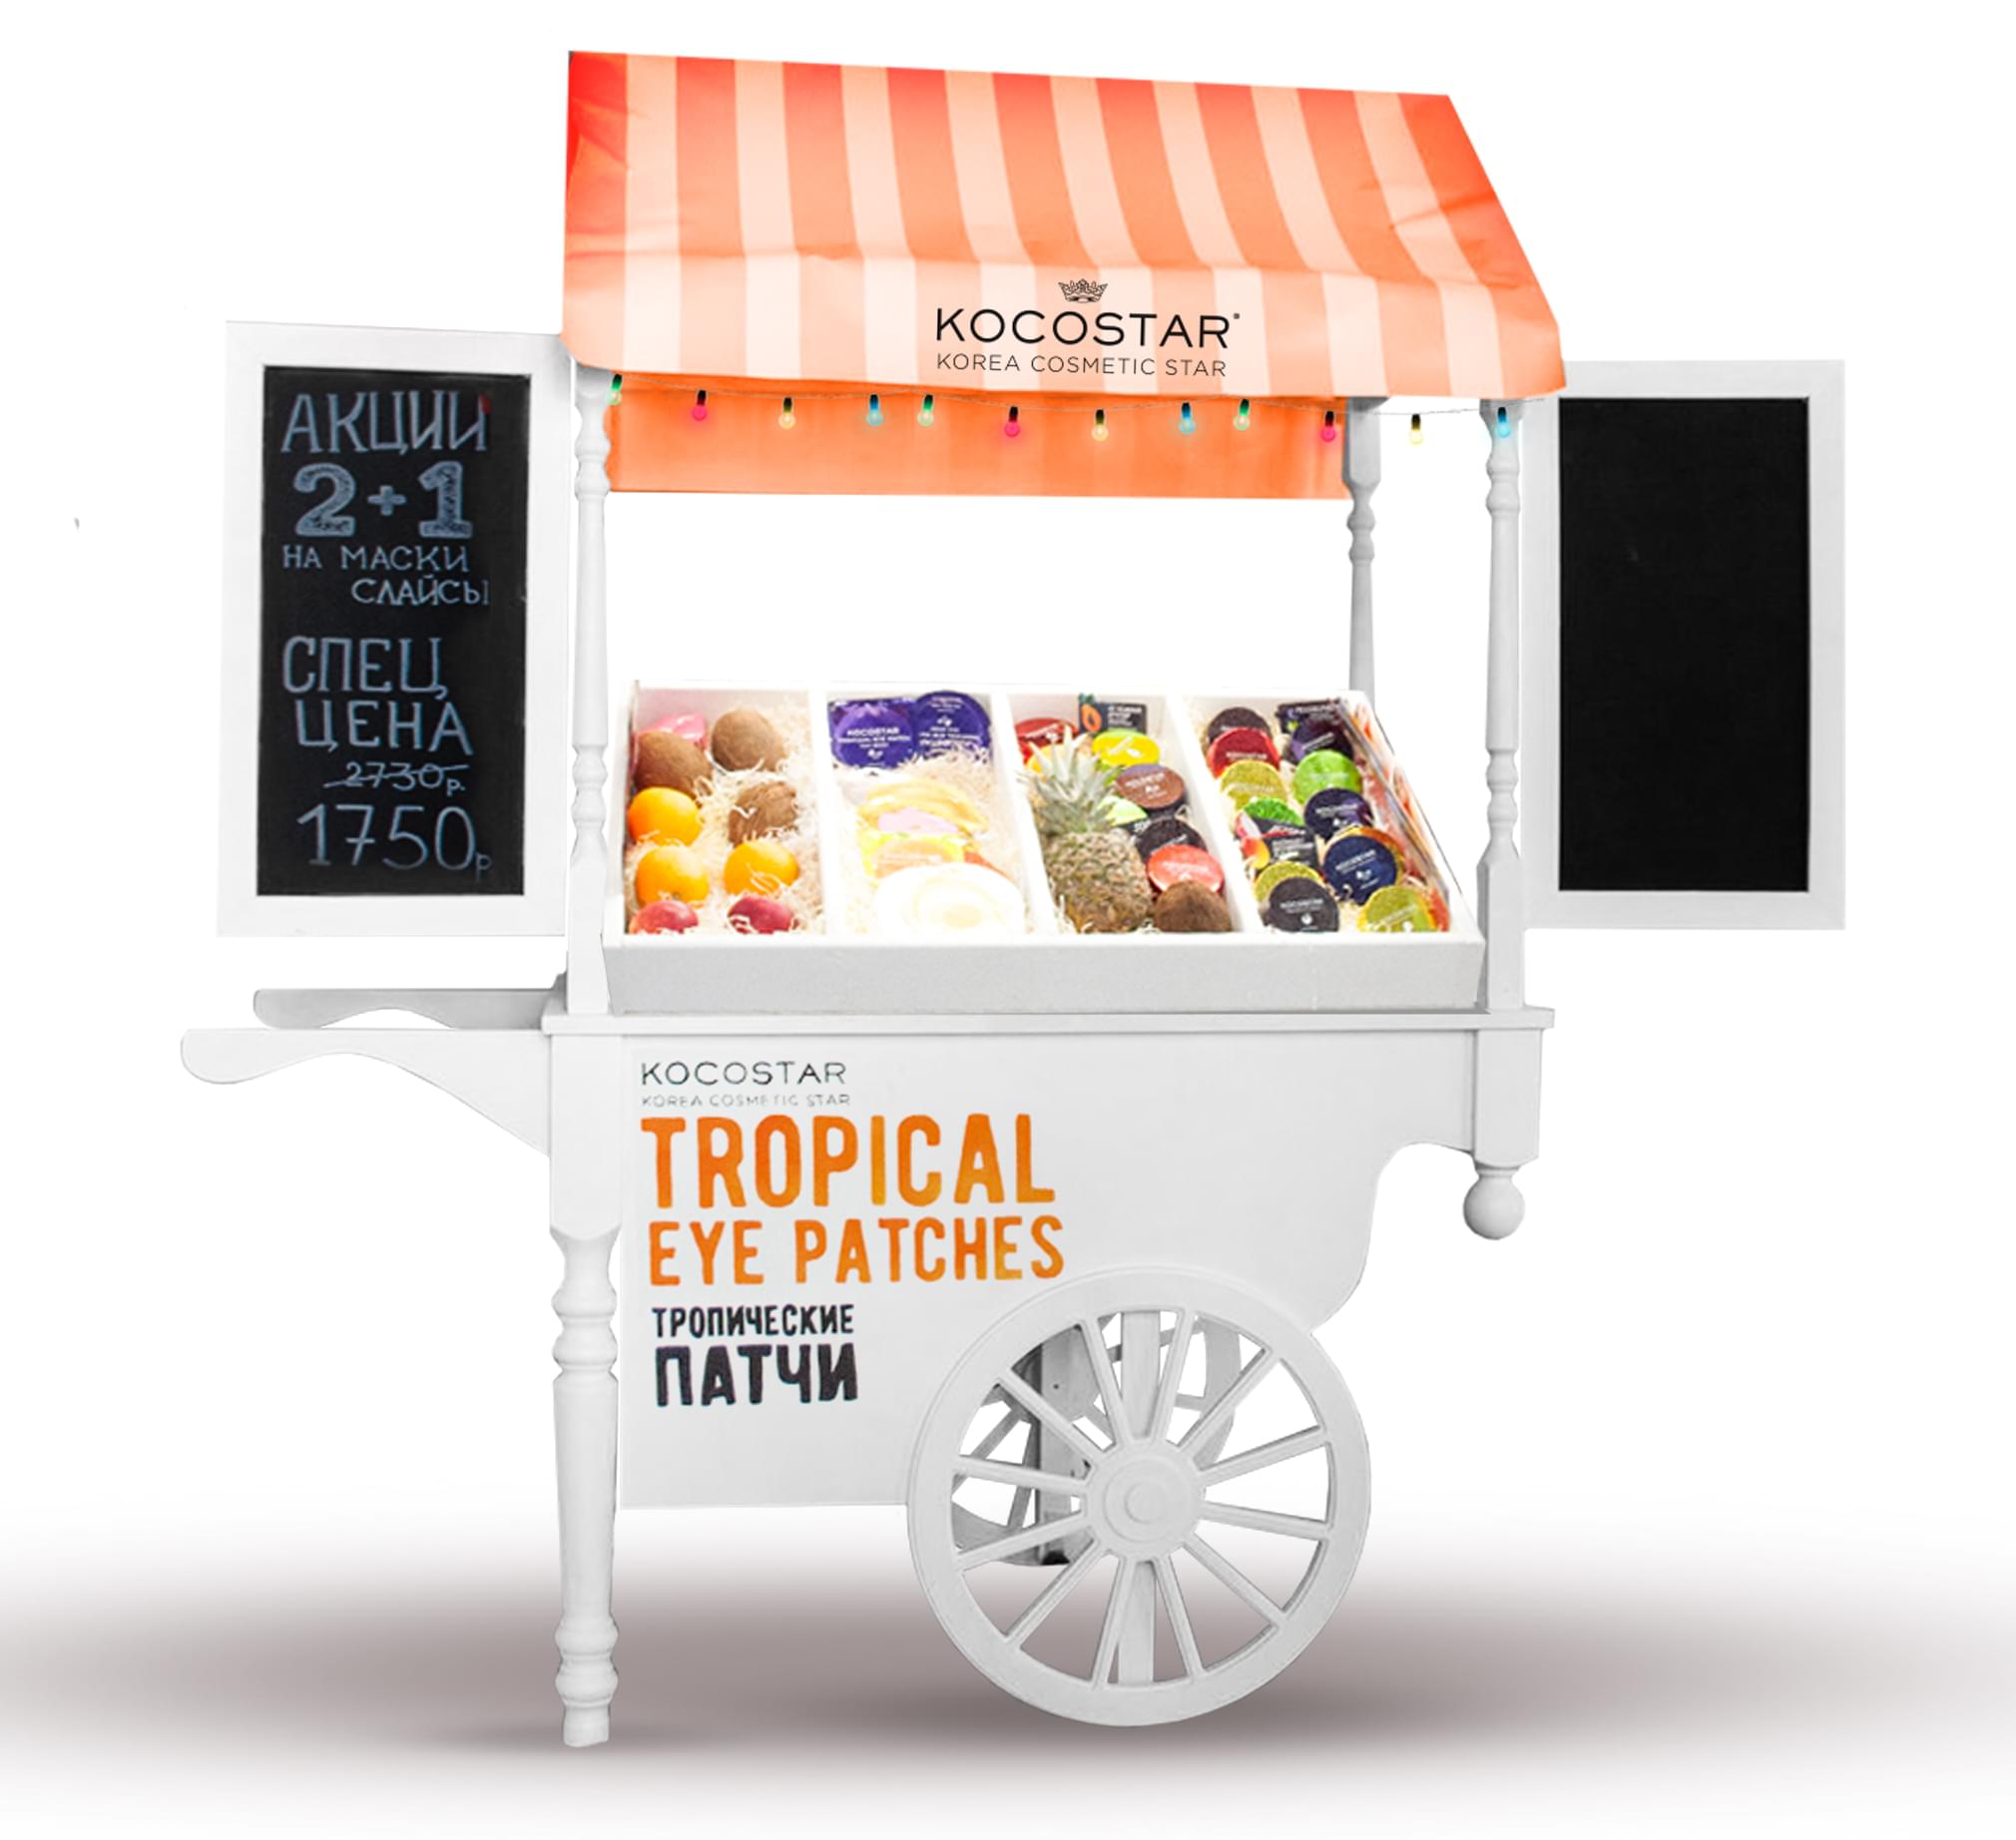 KOCOSTAR
KOREA COSMETIC STAR
АКЦИИ
2+1
НА МАСКИ
СЛАЙСЫ
СПЕЦ
ЦЕНА
2730р.
1750р
KOCOSTAR
KOREA COSMETIC STAR
TROPICAL
EYE PATCHES
ТРОПИЧЕСКИЕ
ПАТЧИ